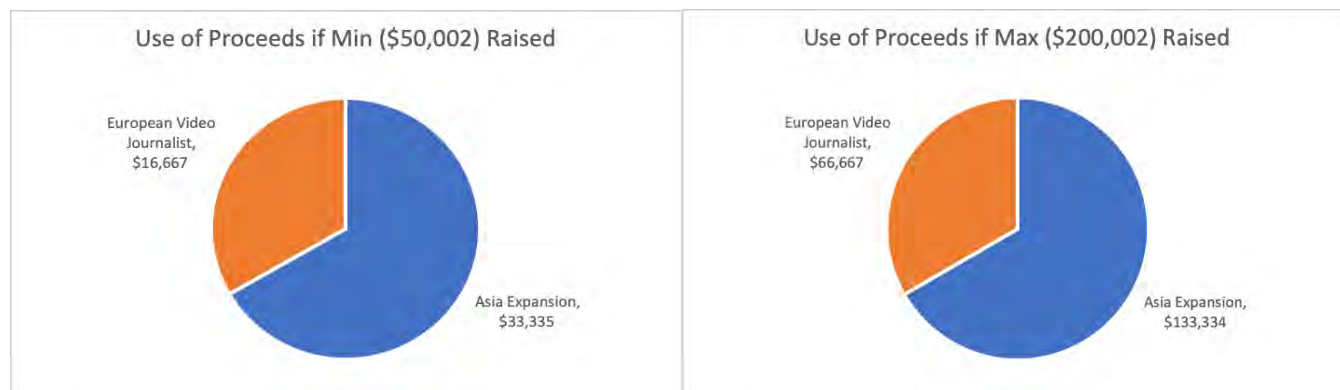 Use of Proceeds if Min ($50,002) Raised
European Video
Journalist,
$16,667
Asia Expansion,
$33,335
Use of Proceeds if Max ($200,002) Raised
European Video
Journalist,
$66,667
Asia Expansion,
$133,334